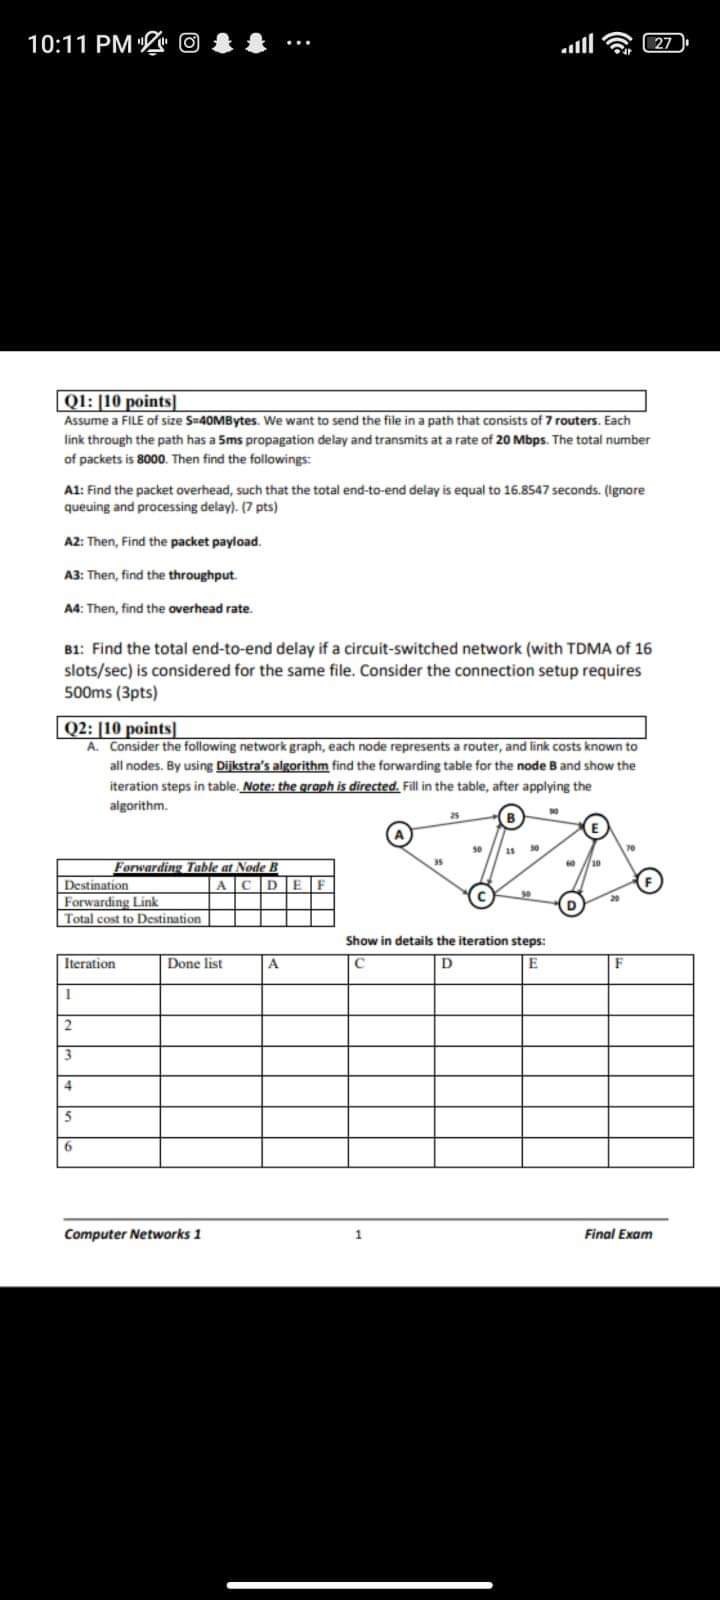 10:11 PM
27
Q1: [10 points]
Assume a FILE of size S=40MBytes. We want to send the file in a path that consists of 7 routers. Each
link through the path has a 5ms propagation delay and transmits at a rate of 20 Mbps. The total number
of packets is 8000. Then find the followings:
A1: Find the packet overhead, such that the total end-to-end delay is equal to 16.8547 seconds. (Ignore
queuing and processing delay). (7 pts)
A2: Then, Find the packet payload.
A3: Then, find the throughput.
A4: Then, find the overhead rate.
B1: Find the total end-to-end delay if a circuit-switched network (with TDMA of 16
slots/sec) is considered for the same file. Consider the connection setup requires
500ms (3pts)
Q2: [10 points]
A. Consider the following network graph, each node represents a router, and link costs known to
all nodes. By using Dijkstra's algorithm find the forwarding table for the node B and show the
iteration steps in table. Note: the graph is directed. Fill in the table, after applying the
algorithm.
25
B
90
A
E
50
15
30
70
35
60
10
Forwarding Table at Node B
Destination A C D E F
Forwarding Link
Total cost to Destination
F
C
50
D
20
Show in details the iteration steps:
Iteration Done list A C D E F
1
2
3
4
5
6
Computer Networks 1 1 Final Exam